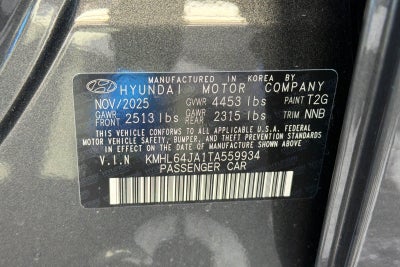 MANUFACTURED IN KOREA BY
HYUNDAI MOTOR COMPANY
NOV/2025 GVWR 4453 lbs PAINT T2G
GAWR FRONT 2513 lbs GAWR REAR 2315 lbs TRIM NNB
THIS VEHICLE CONFORMS TO ALL APPLICABLE U.S.A. FEDERAL
MOTOR VEHICLE SAFETY, BUMPER, AND THEFT PREVENTION STANDARDS
IN EFFECT ON THE DATE OF MANUFACTURE SHOWN ABOVE.
V.I.N KMHL64JA1TA559934
PASSENGER CAR